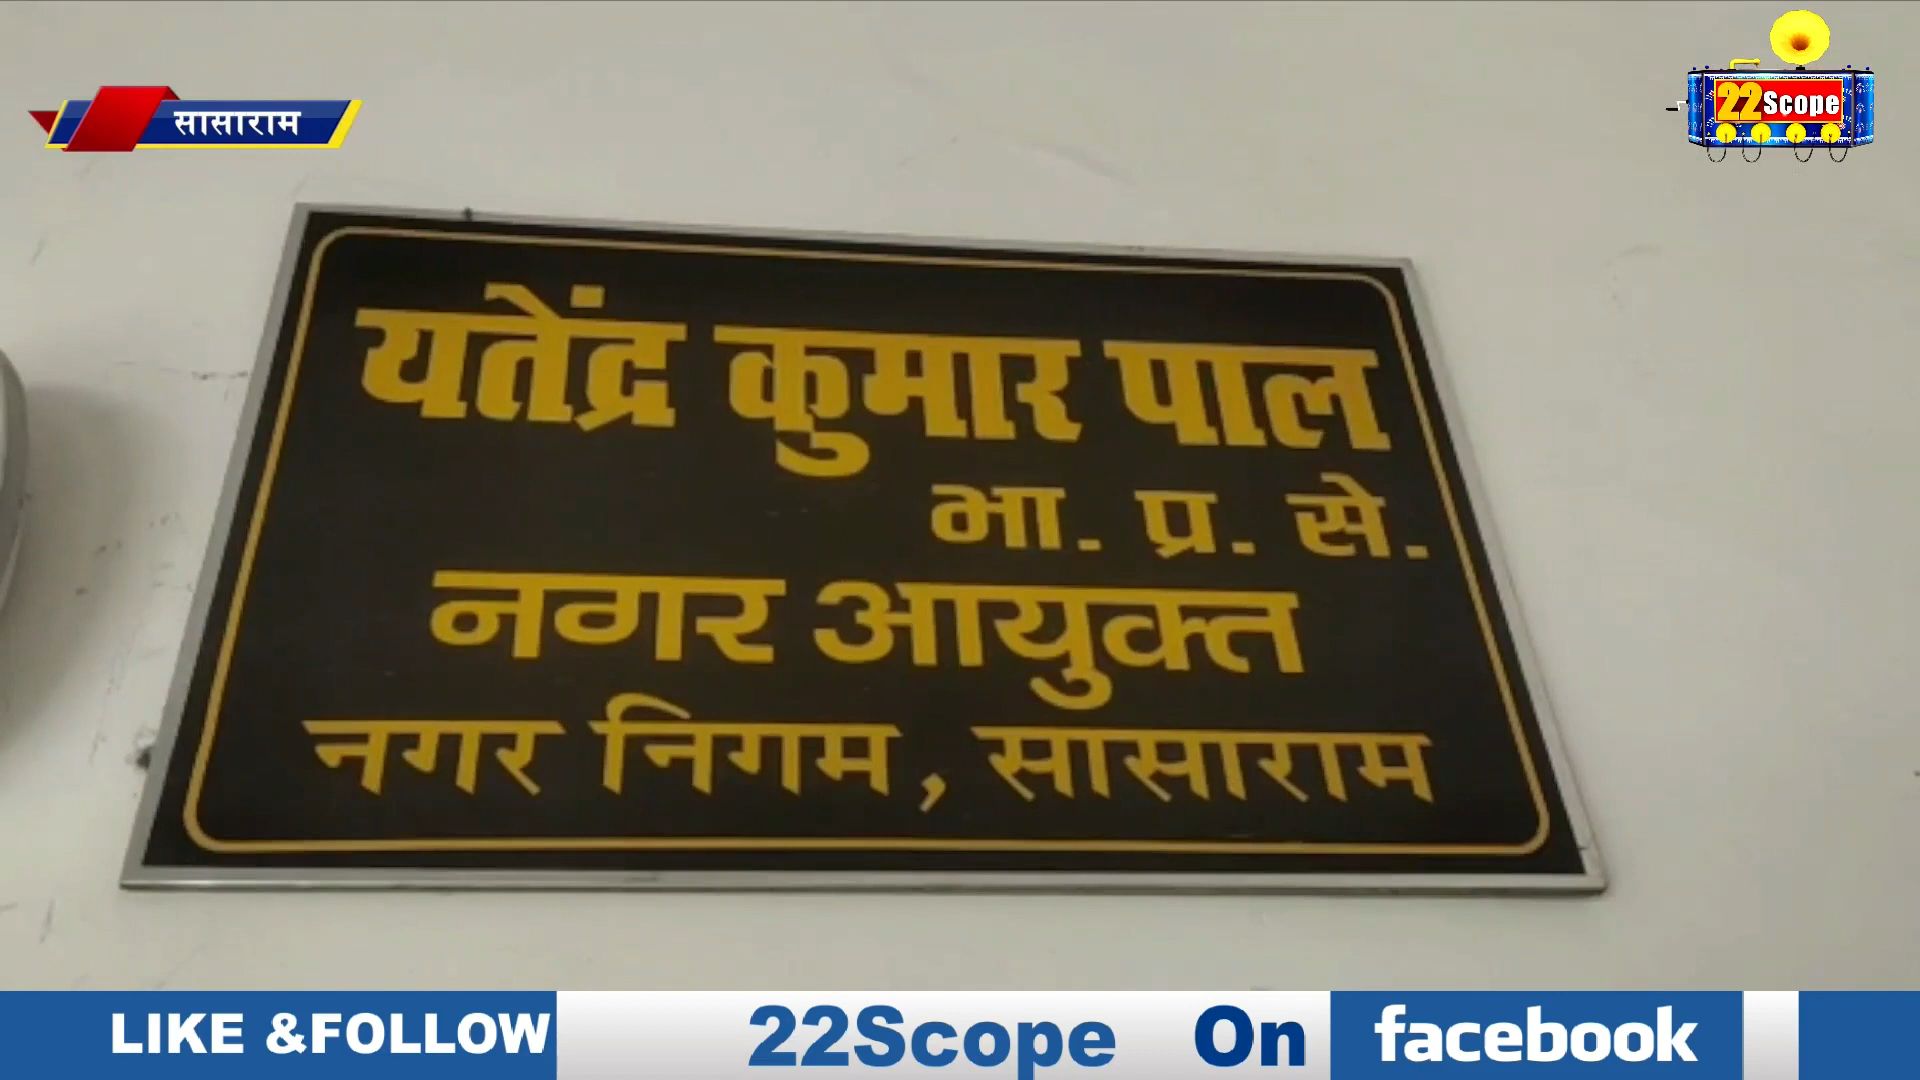 सासाराम
22Scope
यतेंद्र कुमार पाल
भा. प्र. से.
नगर आयुक्त
नगर निगम, सासाराम
LIKE &FOLLOW 22Scope On facebook